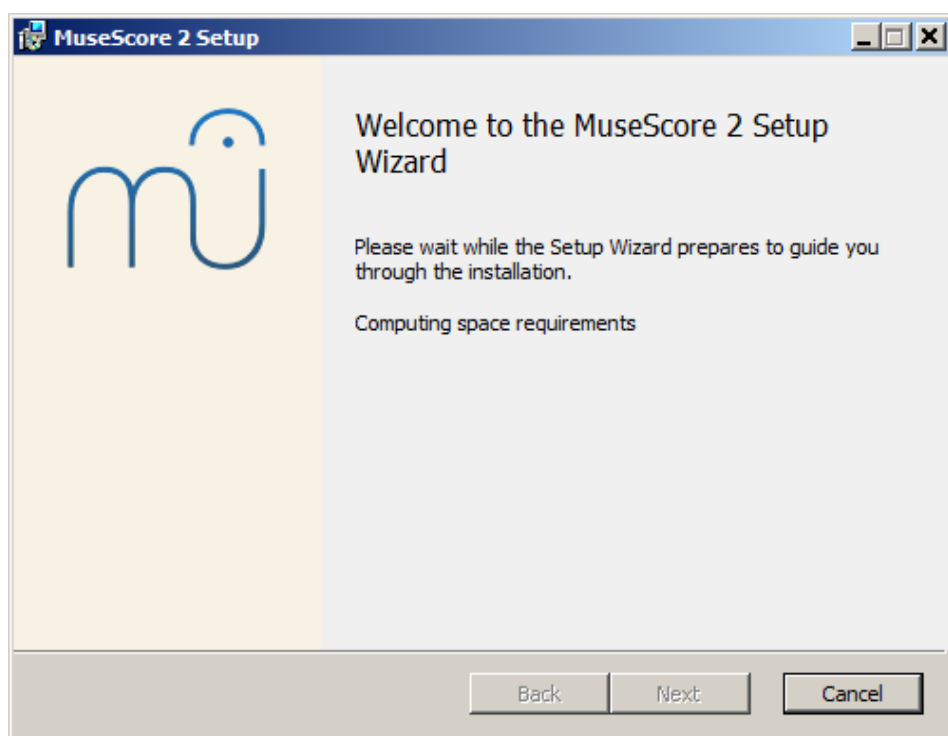 MuseScore 2 Setup
mu
Welcome to the MuseScore 2 Setup
Wizard
Please wait while the Setup Wizard prepares to guide you
through the installation.
Computing space requirements
Back
Next
Cancel